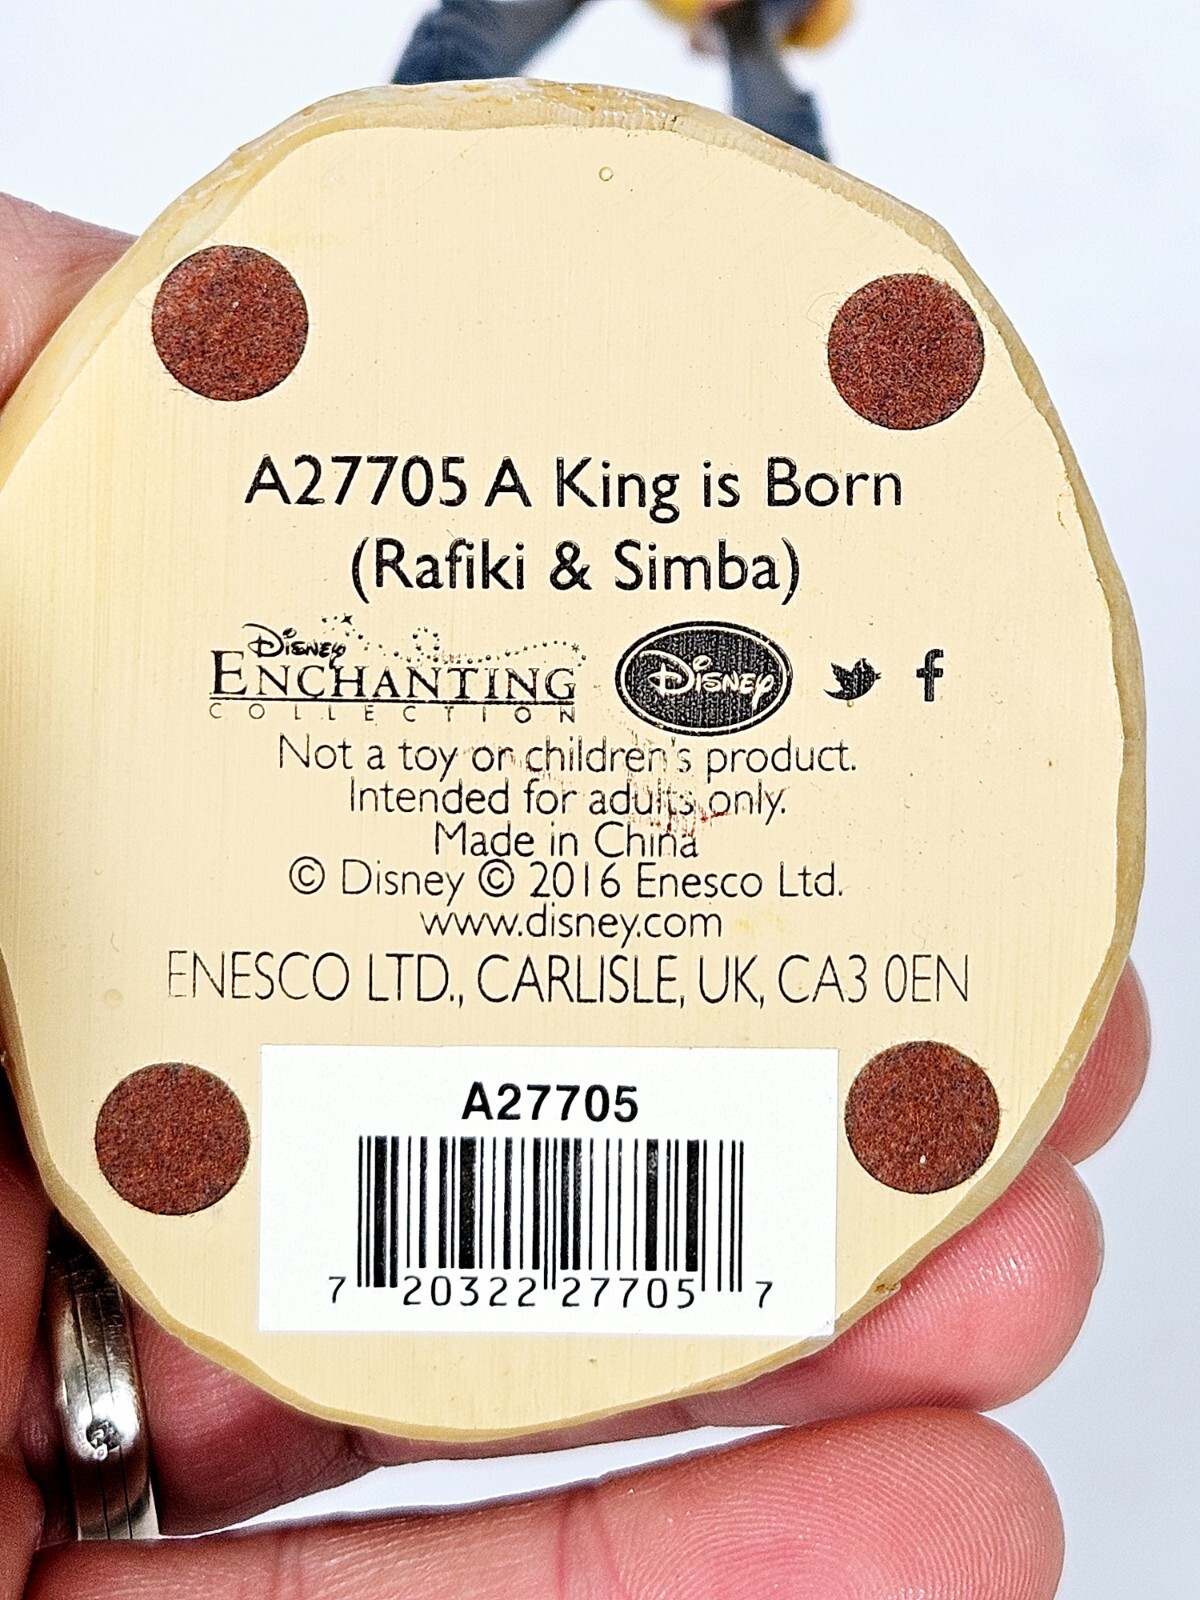 A27705 A King is Born
(Rafiki & Simba)
Disney
ENCHANTING
COLLECTION
Disney
Not a toy or children's product.
Intended for adults only.
Made in China
© Disney © 2016 Enesco Ltd.
www.disney.com
ENESCO LTD., CARLISLE, UK, CA3 0EN
A27705
7 20322 27705 7